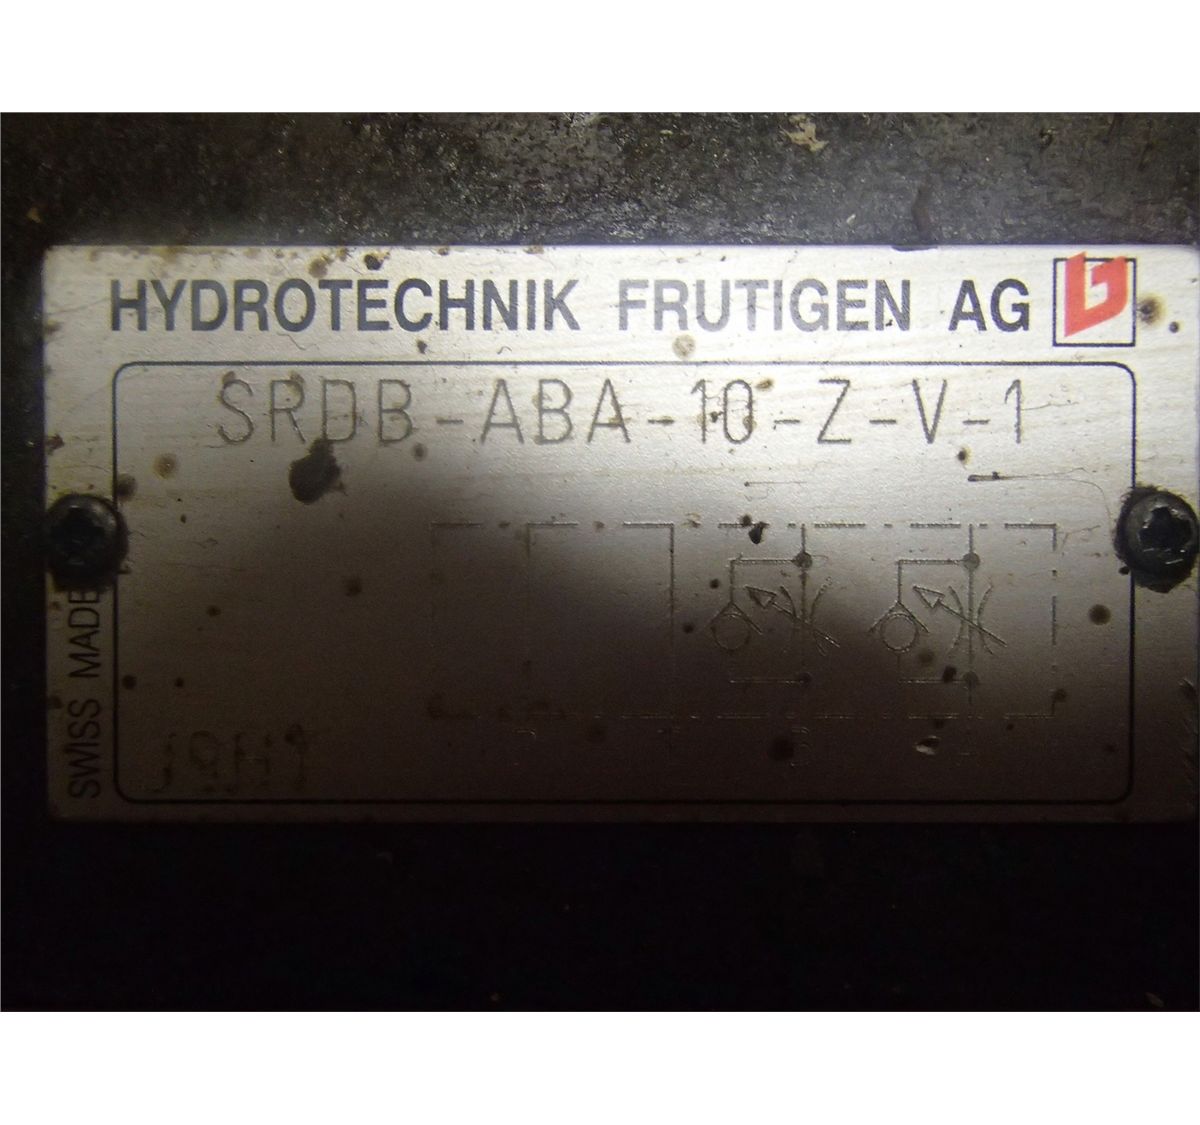 HYDROTECHNIK FRUTIGEN AG
SRDB-ABA-10-Z-V-1
SWISS MADE